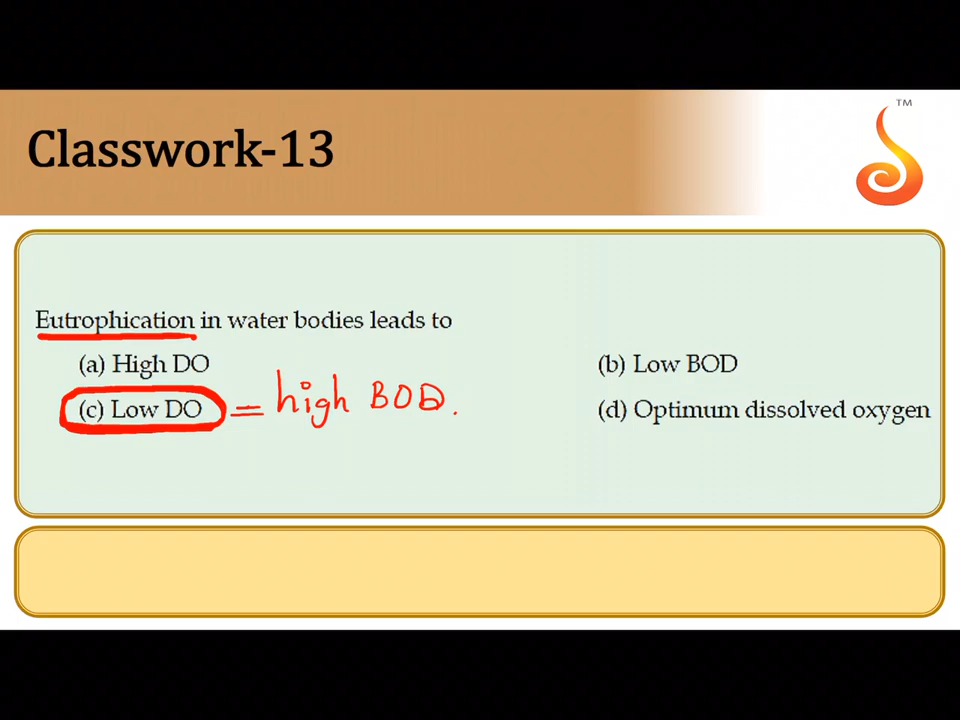 TM
Classwork-13
Eutrophication in water bodies leads to
(a) High DO (b) Low BOD
(c) Low DO = high BOD. (d) Optimum dissolved oxygen